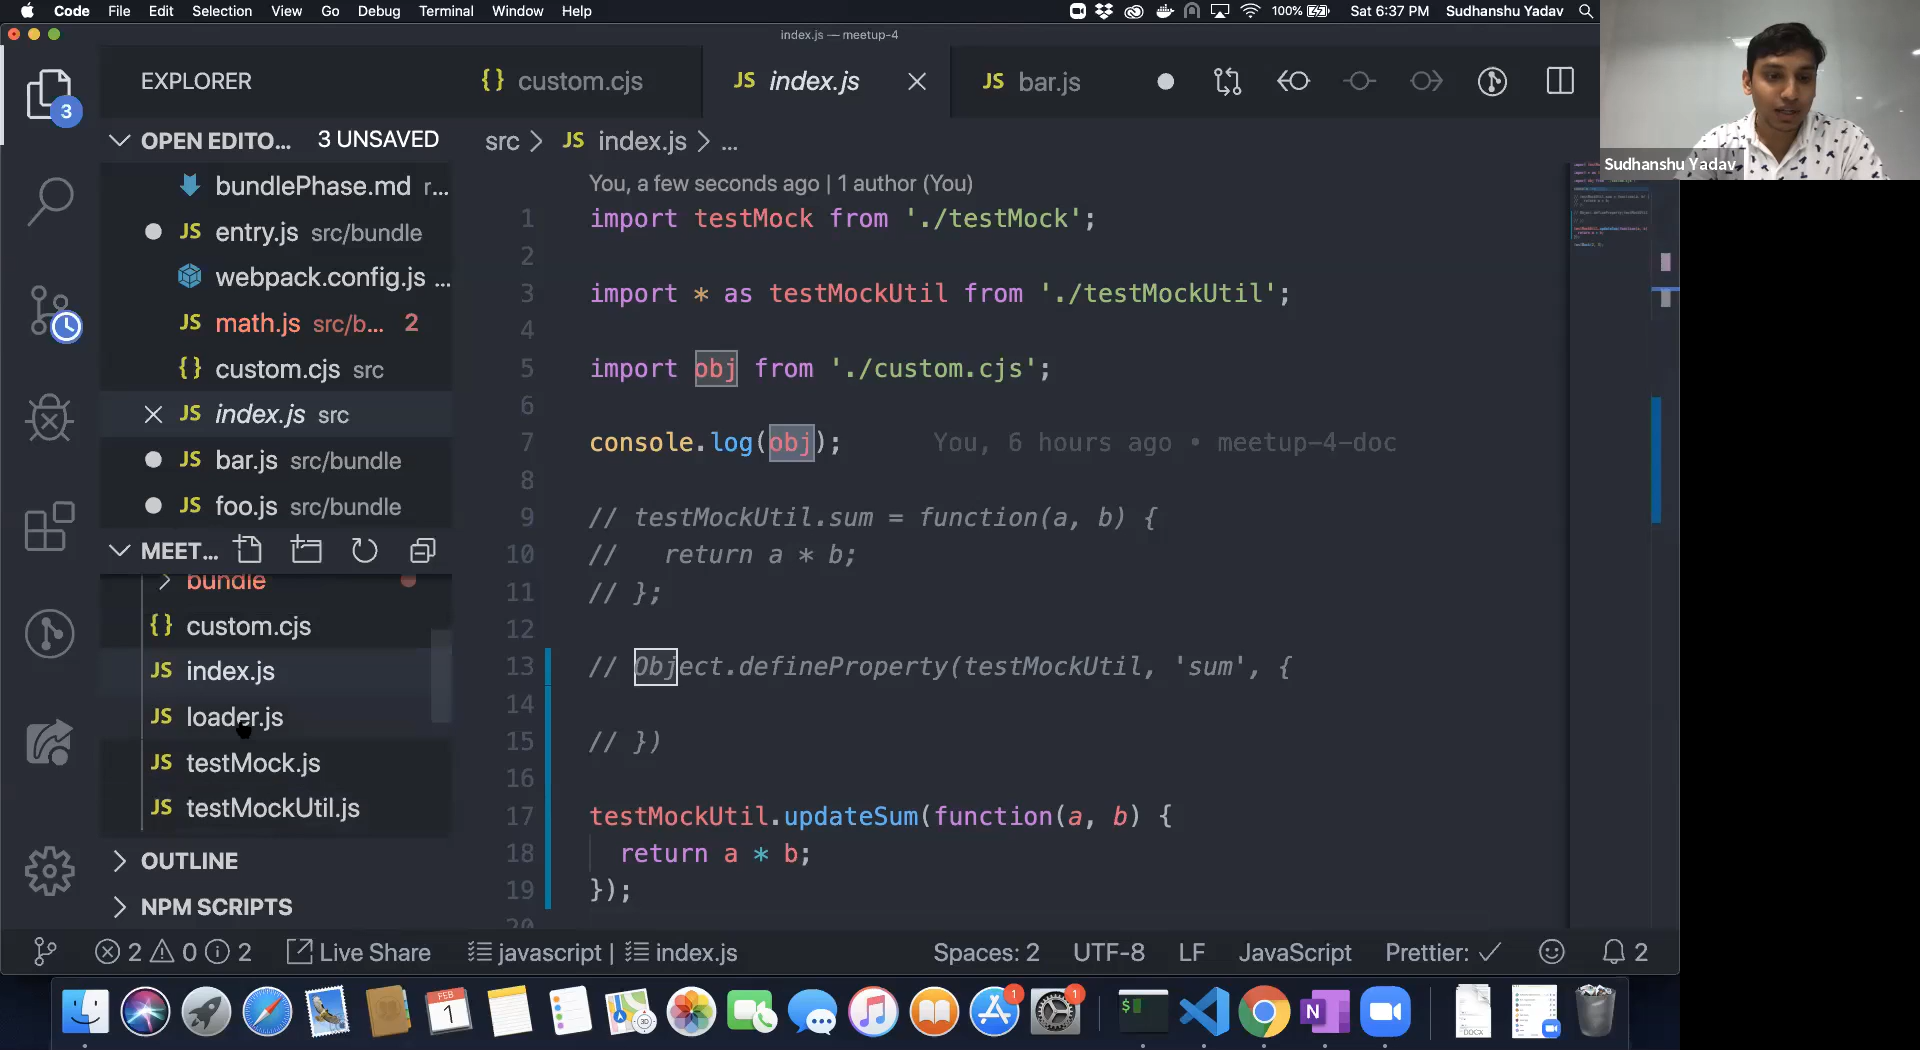 Code File Edit Selection View Go Debug Terminal Window Help 100% Sat 6:37 PM Sudhanshu Yadav
index.js — meetup-4
EXPLORER
3
{} custom.cjs
JS index.js
JS bar.js
OPEN EDITO... 3 UNSAVED
bundlePhase.md r...
JS entry.js src/bundle
webpack.config.js ...
JS math.js src/b... 2
{} custom.cjs src
JS index.js src
JS bar.js src/bundle
JS foo.js src/bundle
MEET...
bundle
{} custom.cjs
JS index.js
JS loader.js
JS testMock.js
JS testMockUtil.js
OUTLINE
NPM SCRIPTS
src > JS index.js > ...
You, a few seconds ago | 1 author (You)
1 import testMock from './testMock';
2
3 import * as testMockUtil from './testMockUtil';
4
5 import obj from './custom.cjs';
6
7 console.log(obj); You, 6 hours ago • meetup-4-doc
8
9 // testMockUtil.sum = function(a, b) {
10 //   return a * b;
11 // };
12
13 // Object.defineProperty(testMockUtil, 'sum', {
14
15 // })
16
17 testMockUtil.updateSum(function(a, b) {
18   return a * b;
19 });
20
Sudhanshu Yadav
2 0 2 Live Share javascript | index.js Spaces: 2 UTF-8 LF JavaScript Prettier: ✓ 2
FEB
1
3D
1
1
$
N
DOCX